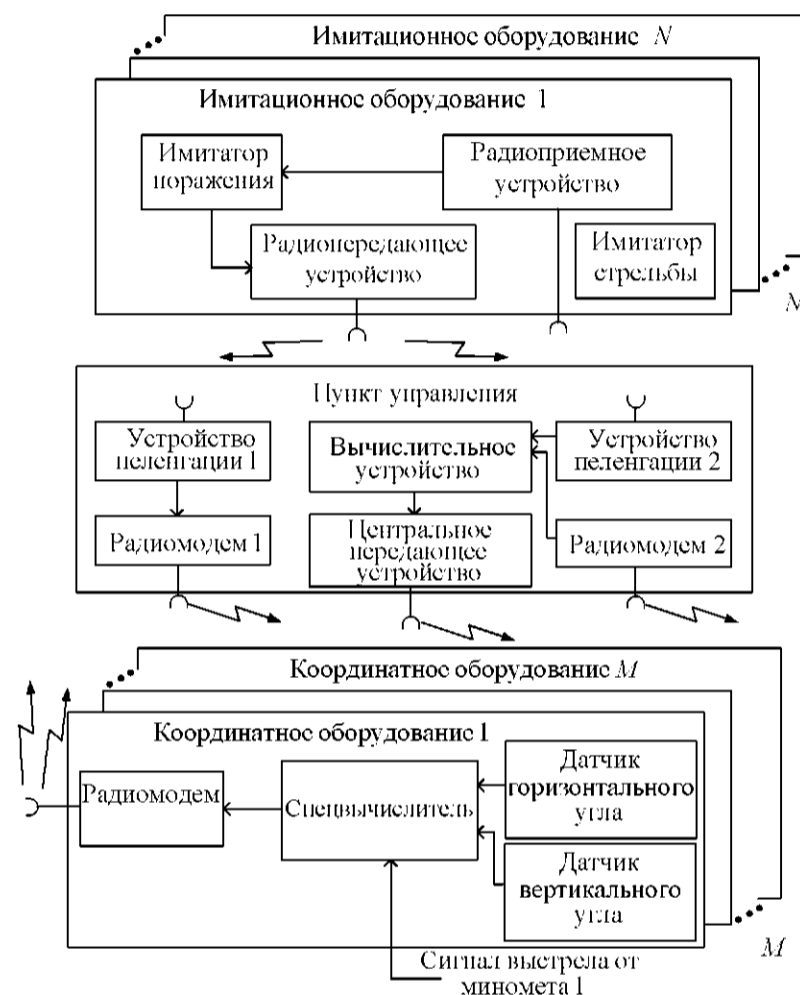 Имитационное оборудование N
Имитационное оборудование 1
Имитатор
поражения
Радиоприемное
устройство
Радиопередающее
устройство
Имитатор
стрельбы
N
Пункт управления
Устройство
пеленгации 1
Вычислительное
устройство
Устройство
пеленгации 2
Радиомодем 1
Центральное
передающее
устройство
Радиомодем 2
Координатное оборудование M
Координатное оборудование 1
Радиомодем
Спецвычислитель
Датчик
горизонтального
угла
Датчик
вертикального
угла
M
Сигнал выстрела от
миномета 1